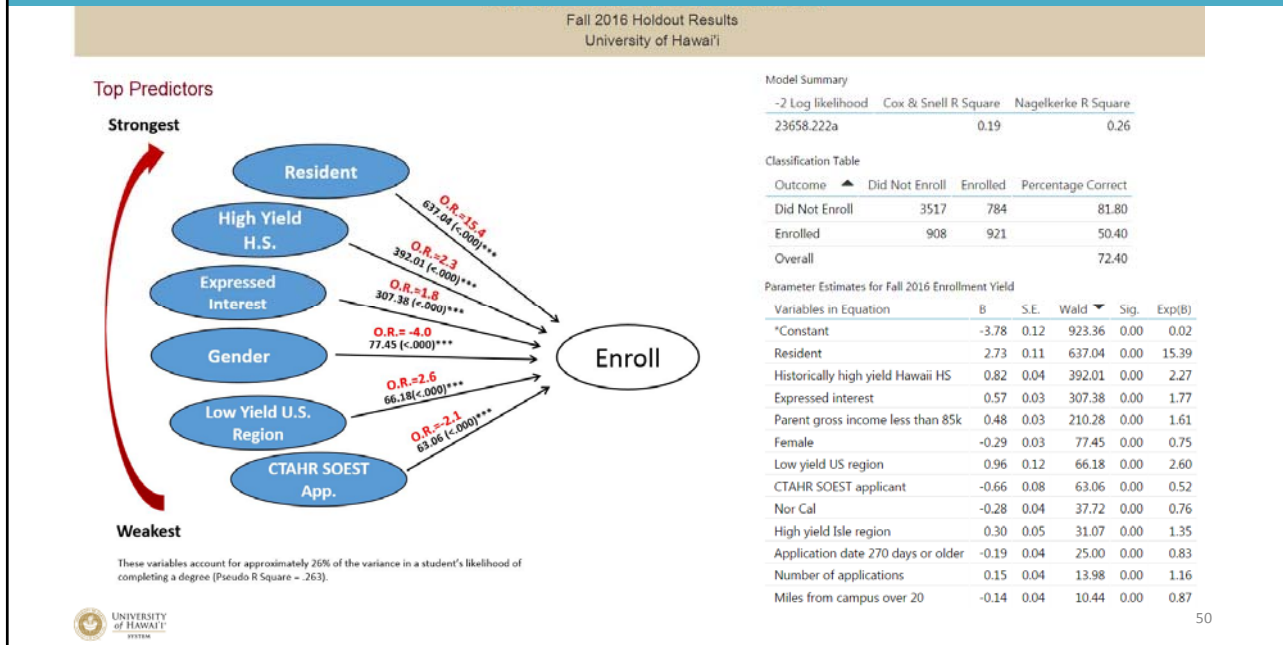 Fall 2016 Holdout Results
University of Hawai'i
Top Predictors
Strongest
Resident
High Yield
H.S.
Expressed
Interest
Gender
Low Yield U.S.
Region
CTAHR SOEST
App.
Weakest
O.R.=15.4
637.04 (<.000)***
O.R.=2.3
392.01 (<.000)***
O.R.=1.8
307.38 (<.000)***
O.R.= -4.0
77.45 (<.000)***
O.R.=2.6
66.18(<.000)***
O.R.=-2.1
63.06 (<.000)***
Enroll
These variables account for approximately 26% of the variance in a student's likelihood of
completing a degree (Pseudo R Square = .263).
UNIVERSITY
of HAWAI'I
SYSTEM
Model Summary
-2 Log likelihood Cox & Snell R Square Nagelkerke R Square
23658.222a 0.19 0.26
Classification Table
Outcome ▲ Did Not Enroll Enrolled Percentage Correct
Did Not Enroll 3517 784 81.80
Enrolled 908 921 50.40
Overall 72.40
Parameter Estimates for Fall 2016 Enrollment Yield
Variables in Equation B S.E. Wald ▼ Sig. Exp(B)
*Constant -3.78 0.12 923.36 0.00 0.02
Resident 2.73 0.11 637.04 0.00 15.39
Historically high yield Hawaii HS 0.82 0.04 392.01 0.00 2.27
Expressed interest 0.57 0.03 307.38 0.00 1.77
Parent gross income less than 85k 0.48 0.03 210.28 0.00 1.61
Female -0.29 0.03 77.45 0.00 0.75
Low yield US region 0.96 0.12 66.18 0.00 2.60
CTAHR SOEST applicant -0.66 0.08 63.06 0.00 0.52
Nor Cal -0.28 0.04 37.72 0.00 0.76
High yield Isle region 0.30 0.05 31.07 0.00 1.35
Application date 270 days or older -0.19 0.04 25.00 0.00 0.83
Number of applications 0.15 0.04 13.98 0.00 1.16
Miles from campus over 20 -0.14 0.04 10.44 0.00 0.87
50